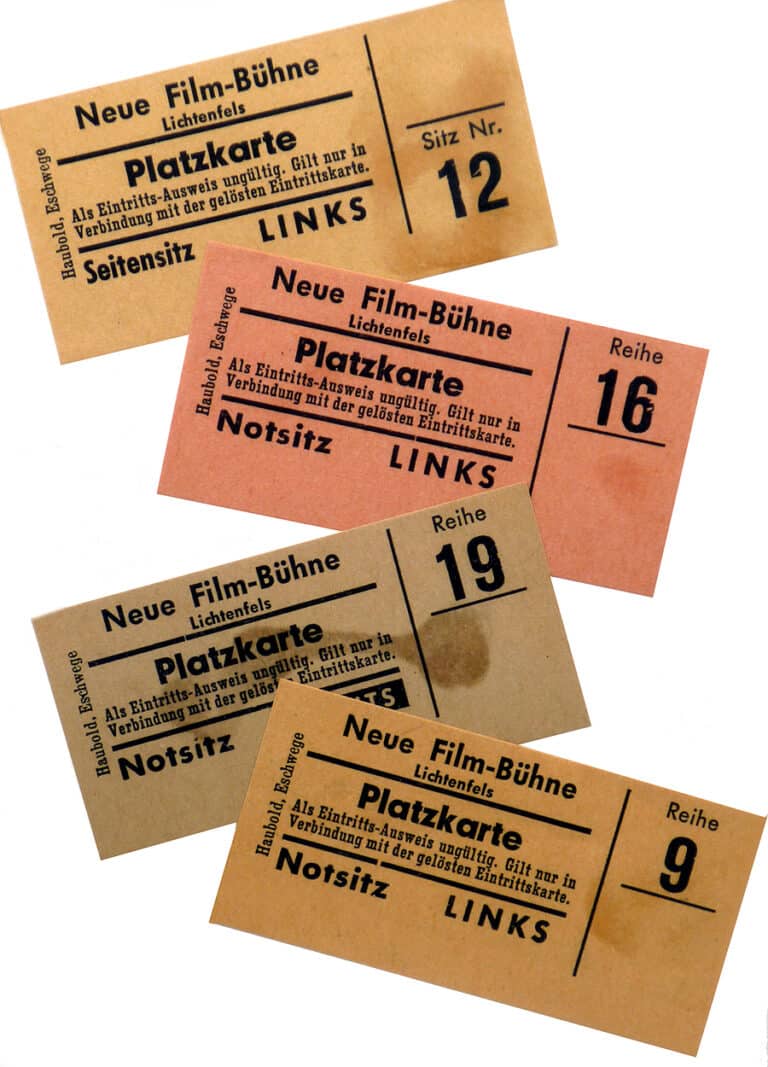 Neue Film-Bühne
Lichtenfels
Platzkarte
Als Eintritts-Ausweis ungültig. Gilt nur in
Verbindung mit der gelösten Eintrittskarte.
Seitensitz LINKS
Haubold, Eschwege
Sitz Nr.
12
Neue Film-Bühne
Lichtenfels
Platzkarte
Als Eintritts-Ausweis ungültig. Gilt nur in
Verbindung mit der gelösten Eintrittskarte.
Notsitz LINKS
Haubold, Eschwege
Reihe
16
Neue Film-Bühne
Lichtenfels
Platzkarte
Als Eintritts-Ausweis ungültig. Gilt nur in
Verbindung mit der gelösten Eintrittskarte.
Notsitz
Haubold, Eschwege
Reihe
19
Neue Film-Bühne
Lichtenfels
Platzkarte
Als Eintritts-Ausweis ungültig. Gilt nur in
Verbindung mit der gelösten Eintrittskarte.
Notsitz LINKS
Haubold, Eschwege
Reihe
9